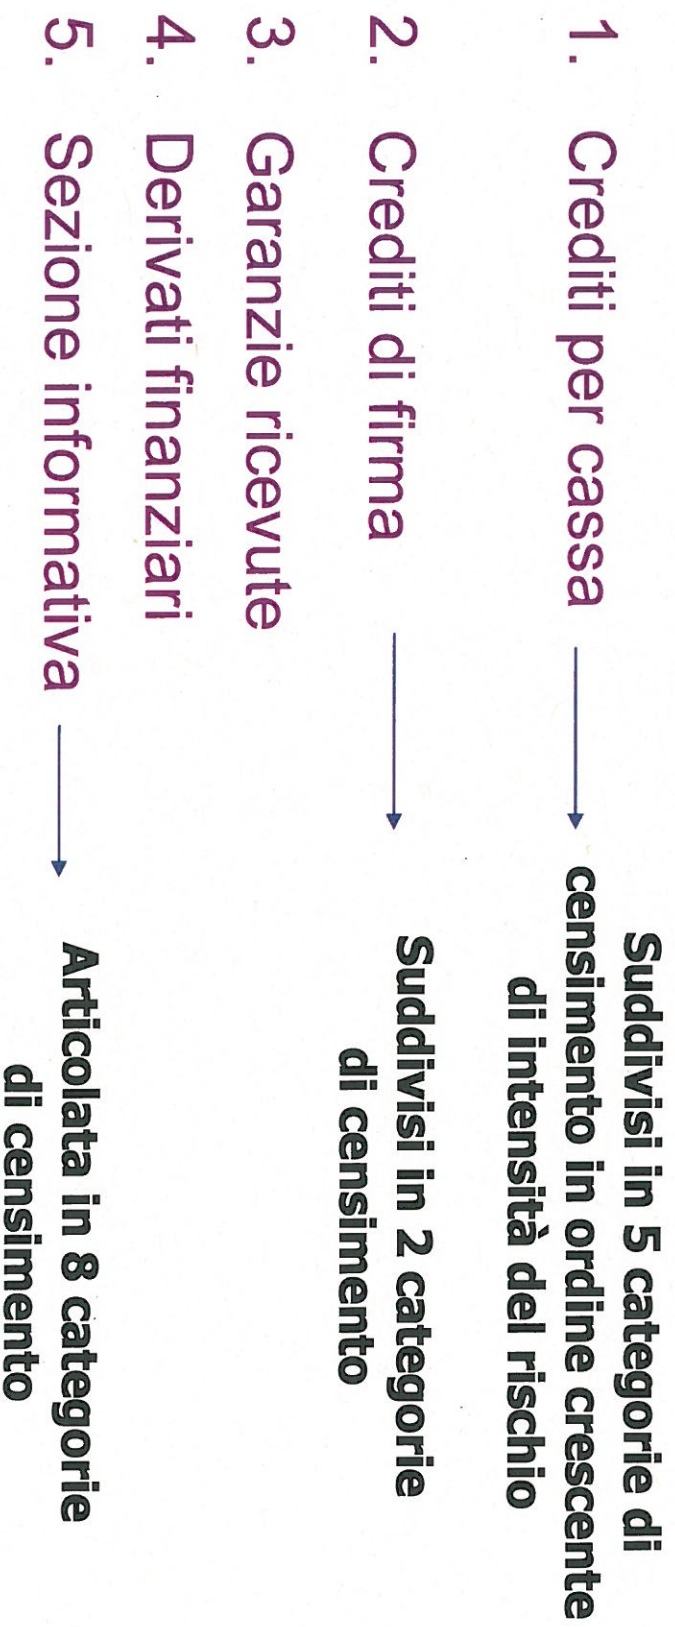 1. Crediti per cassa
Suddivisi in 5 categorie di
censimento in ordine crescente
di intensità del rischio
2. Crediti di firma
Suddivisi in 2 categorie
di censimento
3. Garanzie ricevute
4. Derivati finanziari
5. Sezione informativa
Articolata in 8 categorie
di censimento